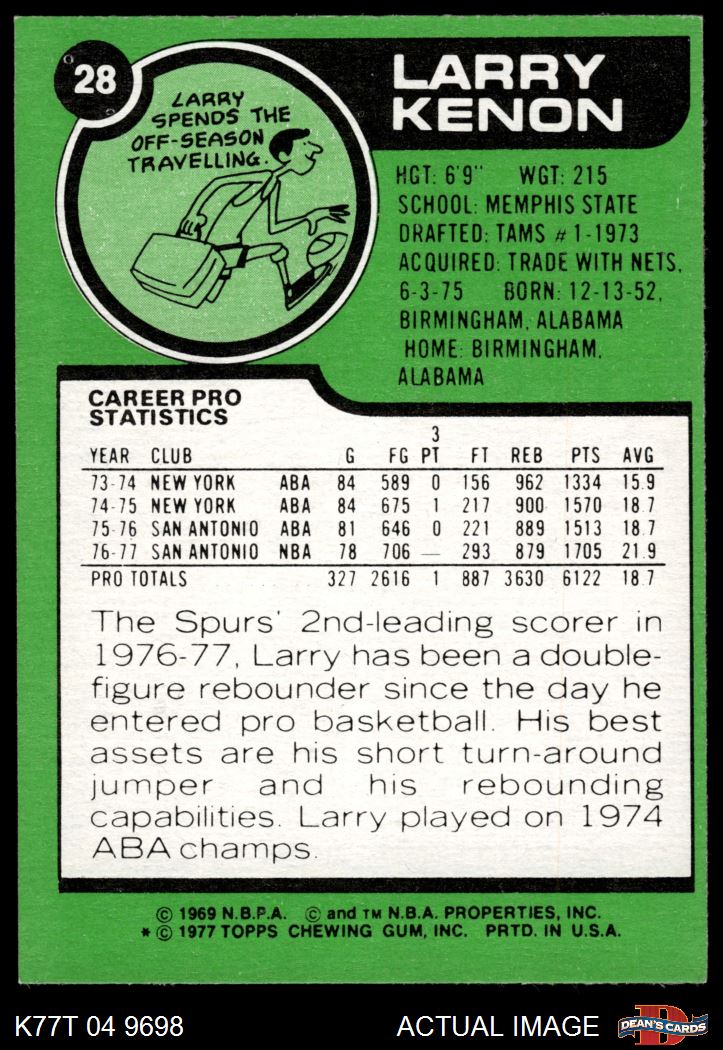 28
LARRY
SPENDS THE
OFF-SEASON
TRAVELLING.
LARRY
KENON
HGT: 6'9" WGT: 215
SCHOOL: MEMPHIS STATE
DRAFTED: TAMS #1-1973
ACQUIRED: TRADE WITH NETS,
6-3-75 BORN: 12-13-52,
BIRMINGHAM, ALABAMA
HOME: BIRMINGHAM,
ALABAMA
CAREER PRO
STATISTICS
YEAR CLUB G FG 3 PT FT REB PTS AVG
73-74 NEW YORK ABA 84 589 0 156 962 1334 15.9
74-75 NEW YORK ABA 84 675 1 217 900 1570 18.7
75-76 SAN ANTONIO ABA 81 646 0 221 889 1513 18.7
76-77 SAN ANTONIO NBA 78 706 — 293 879 1705 21.9
PRO TOTALS 327 2616 1 887 3630 6122 18.7
The Spurs' 2nd-leading scorer in
1976-77, Larry has been a double-
figure rebounder since the day he
entered pro basketball. His best
assets are his short turn-around
jumper and his rebounding
capabilities. Larry played on 1974
ABA champs.
© 1969 N.B.P.A. © and TM N.B.A. PROPERTIES, INC.
* © 1977 TOPPS CHEWING GUM, INC. PRTD. IN U.S.A.
K77T 04 9698 ACTUAL IMAGE
D
DEAN'S CARDS